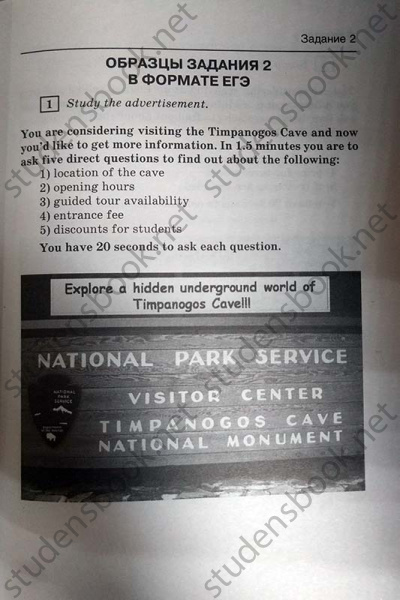 Задание 2
ОБРАЗЦЫ ЗАДАНИЯ 2
В ФОРМАТЕ ЕГЭ
1 Study the advertisement.
You are considering visiting the Timpanogos Cave and now
you'd like to get more information. In 1.5 minutes you are to
ask five direct questions to find out about the following:
1) location of the cave
2) opening hours
3) guided tour availability
4) entrance fee
5) discounts for students
You have 20 seconds to ask each question.
Explore a hidden underground world of
Timpanogos Cave!!!
NATIONAL PARK SERVICE
NATIONAL
PARK
SERVICE
VISITOR CENTER
TIMPANOGOS CAVE
NATIONAL MONUMENT
studensbook.net
studensbook.net
studensbook.net
studensbook.net
studensbook.net
studensbook.net